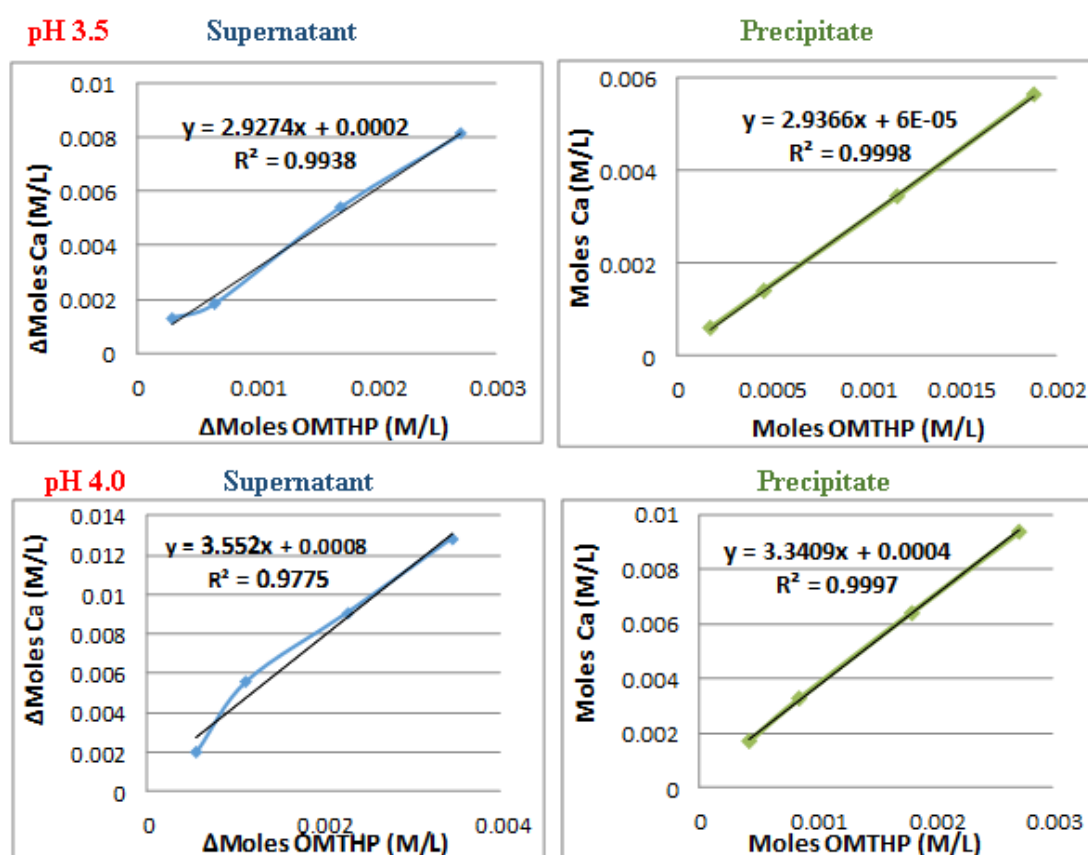 pH 3.5
Supernatant
Precipitate
0.01
0.008
0.006
0.004
0.002
0
y = 2.9274x + 0.0002
R² = 0.9938
0
0.001
0.002
0.003
ΔMoles Ca (M/L)
ΔMoles OMTHP (M/L)
0.006
0.004
0.002
0
y = 2.9366x + 6E-05
R² = 0.9998
0
0.0005
0.001
0.0015
0.002
Moles Ca (M/L)
Moles OMTHP (M/L)
pH 4.0
Supernatant
Precipitate
0.014
0.012
0.01
0.008
0.006
0.004
0.002
0
y = 3.552x + 0.0008
R² = 0.9775
0
0.002
0.004
ΔMoles Ca (M/L)
ΔMoles OMTHP (M/L)
0.01
0.008
0.006
0.004
0.002
0
y = 3.3409x + 0.0004
R² = 0.9997
0
0.001
0.002
0.003
Moles Ca (M/L)
Moles OMTHP (M/L)